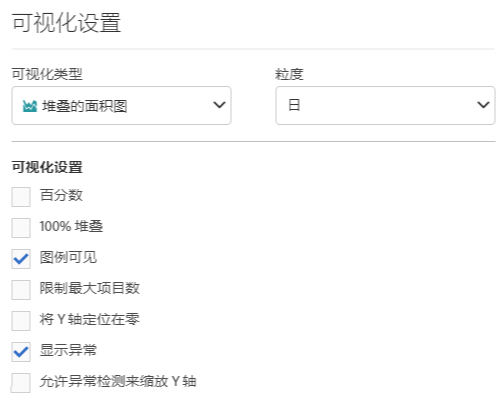 可视化设置
可视化类型 粒度
堆叠的面积图 日
可视化设置
百分数
100% 堆叠
图例可见
限制最大项目数
将 Y 轴定位在零
显示异常
允许异常检测来缩放 Y 轴